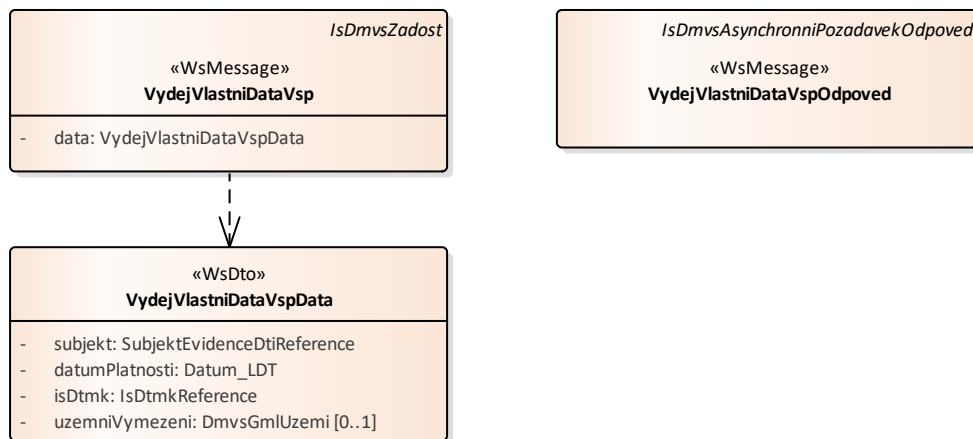 IsDmvsZadost
«WsMessage»
VydejVlastniDataVsp
- data: VydejVlastniDataVspData
IsDmvsAsynchronniPozadavekOdpoved
«WsMessage»
VydejVlastniDataVspOdpoved
«WsDto»
VydejVlastniDataVspData
- subjekt: SubjektEvidenceDtiReference
- datumPlatnosti: Datum_LDT
- isDtmk: IsDtmkReference
- uzemniVymezeni: DmvsGmlUzemi [0..1]